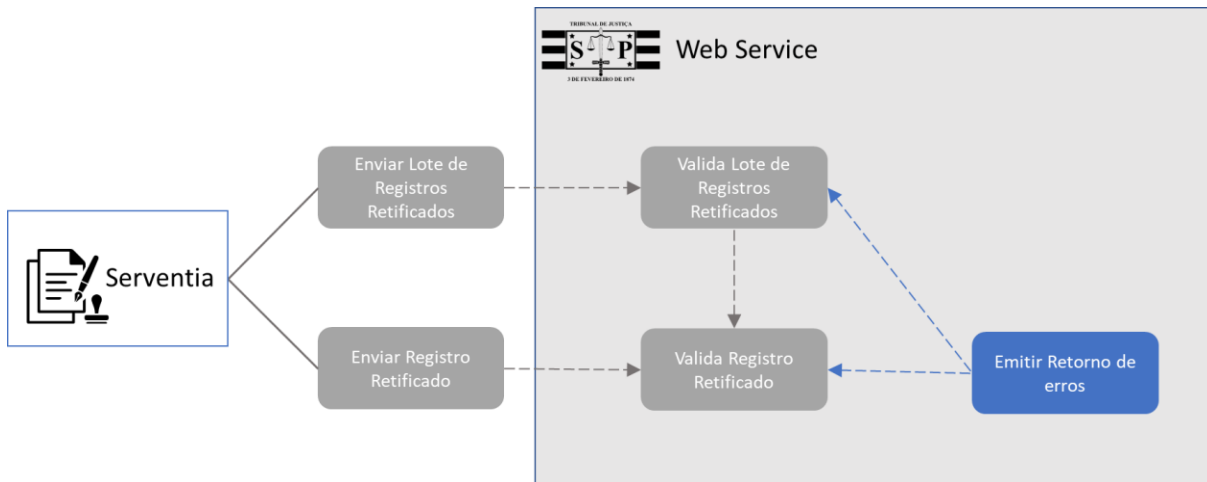 TRIBUNAL DE JUSTIÇA
S P
3 DE FEVEREIRO DE 1874
Web Service
Enviar Lote de
Registros
Retificados
Valida Lote de
Registros
Retificados
Serventia
Enviar Registro
Retificado
Valida Registro
Retificado
Emitir Retorno de
erros